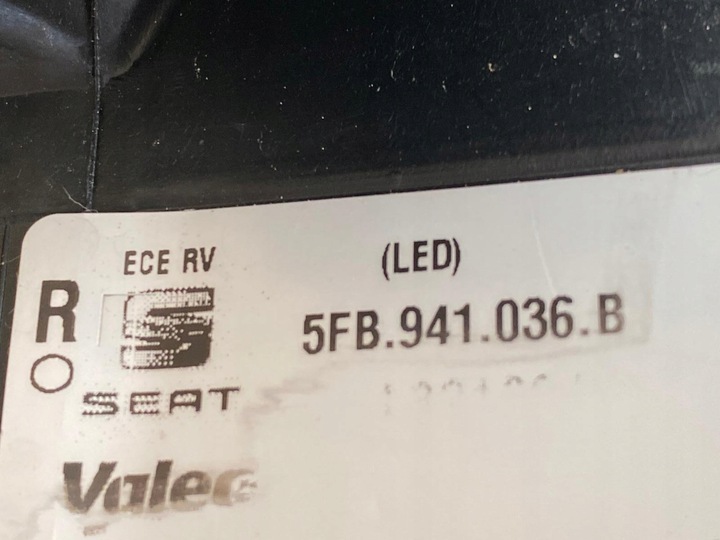 ECE RV
(LED)
R
5FB.941.036.B
SEAT
Valeo